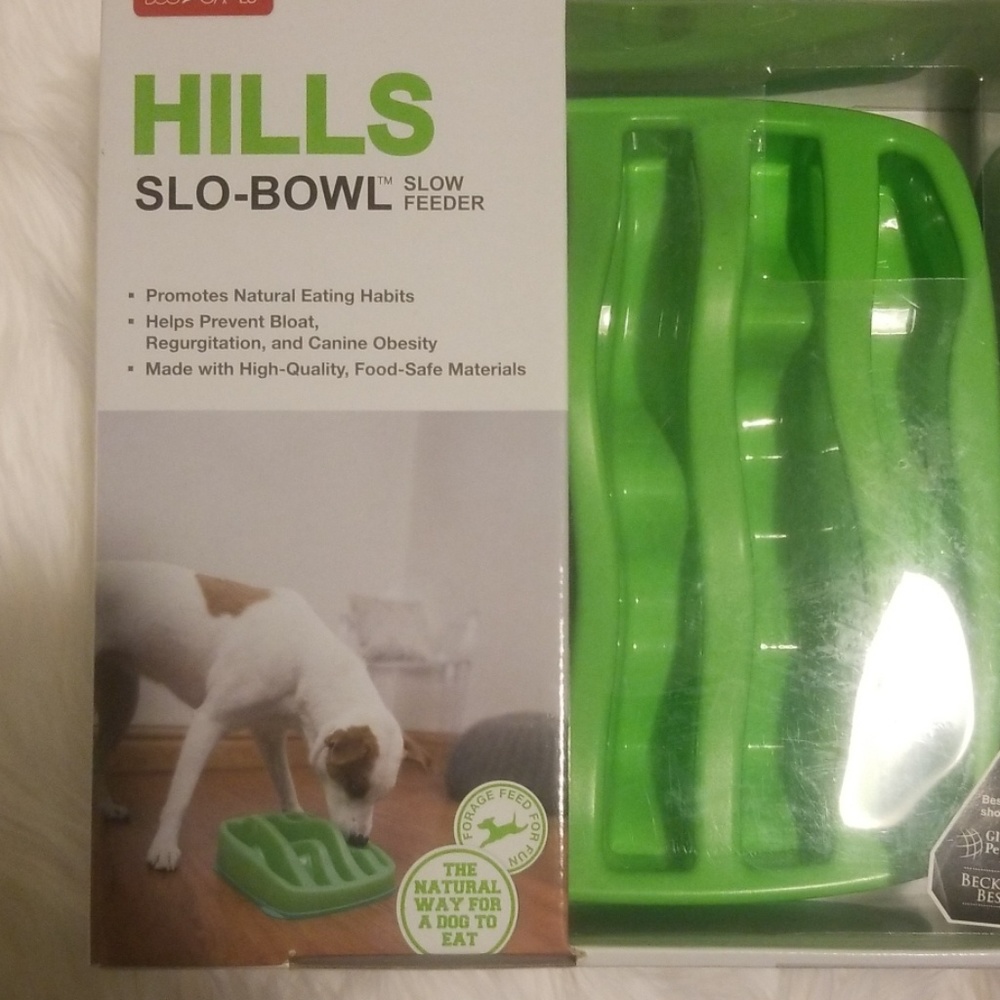 HILLS
SLO-BOWL™ SLOW FEEDER
▪ Promotes Natural Eating Habits
▪ Helps Prevent Bloat,
Regurgitation, and Canine Obesity
▪ Made with High-Quality, Food-Safe Materials
FORAGE FEED FOR FUN
THE
NATURAL
WAY FOR
A DOG TO
EAT